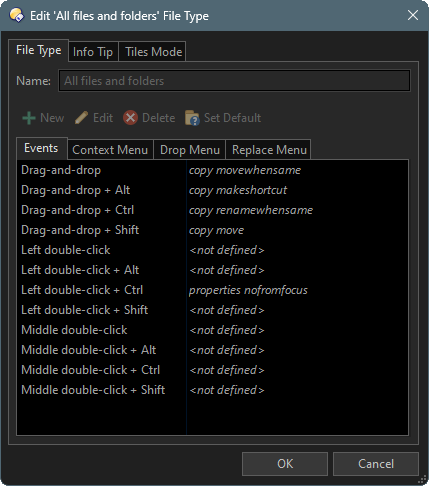 Edit 'All files and folders' File Type
File Type Info Tip Tiles Mode
Name: All files and folders
New Edit Delete Set Default
Events Context Menu Drop Menu Replace Menu
Drag-and-drop copy movewhensame
Drag-and-drop + Alt copy makeshortcut
Drag-and-drop + Ctrl copy renamewhensame
Drag-and-drop + Shift copy move
Left double-click <not defined>
Left double-click + Alt <not defined>
Left double-click + Ctrl properties nofromfocus
Left double-click + Shift <not defined>
Middle double-click <not defined>
Middle double-click + Alt <not defined>
Middle double-click + Ctrl <not defined>
Middle double-click + Shift <not defined>
OK Cancel